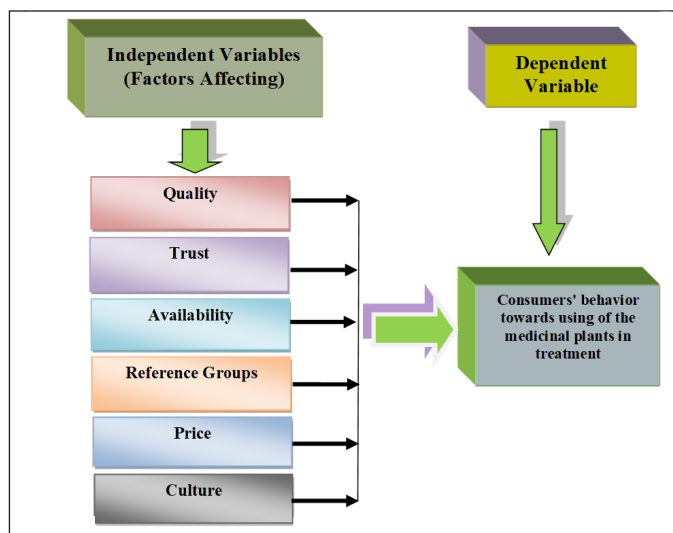 Independent Variables
(Factors Affecting)
Dependent
Variable
Quality
Trust
Availability
Reference Groups
Price
Culture
Consumers' behavior
towards using of the
medicinal plants in
treatment